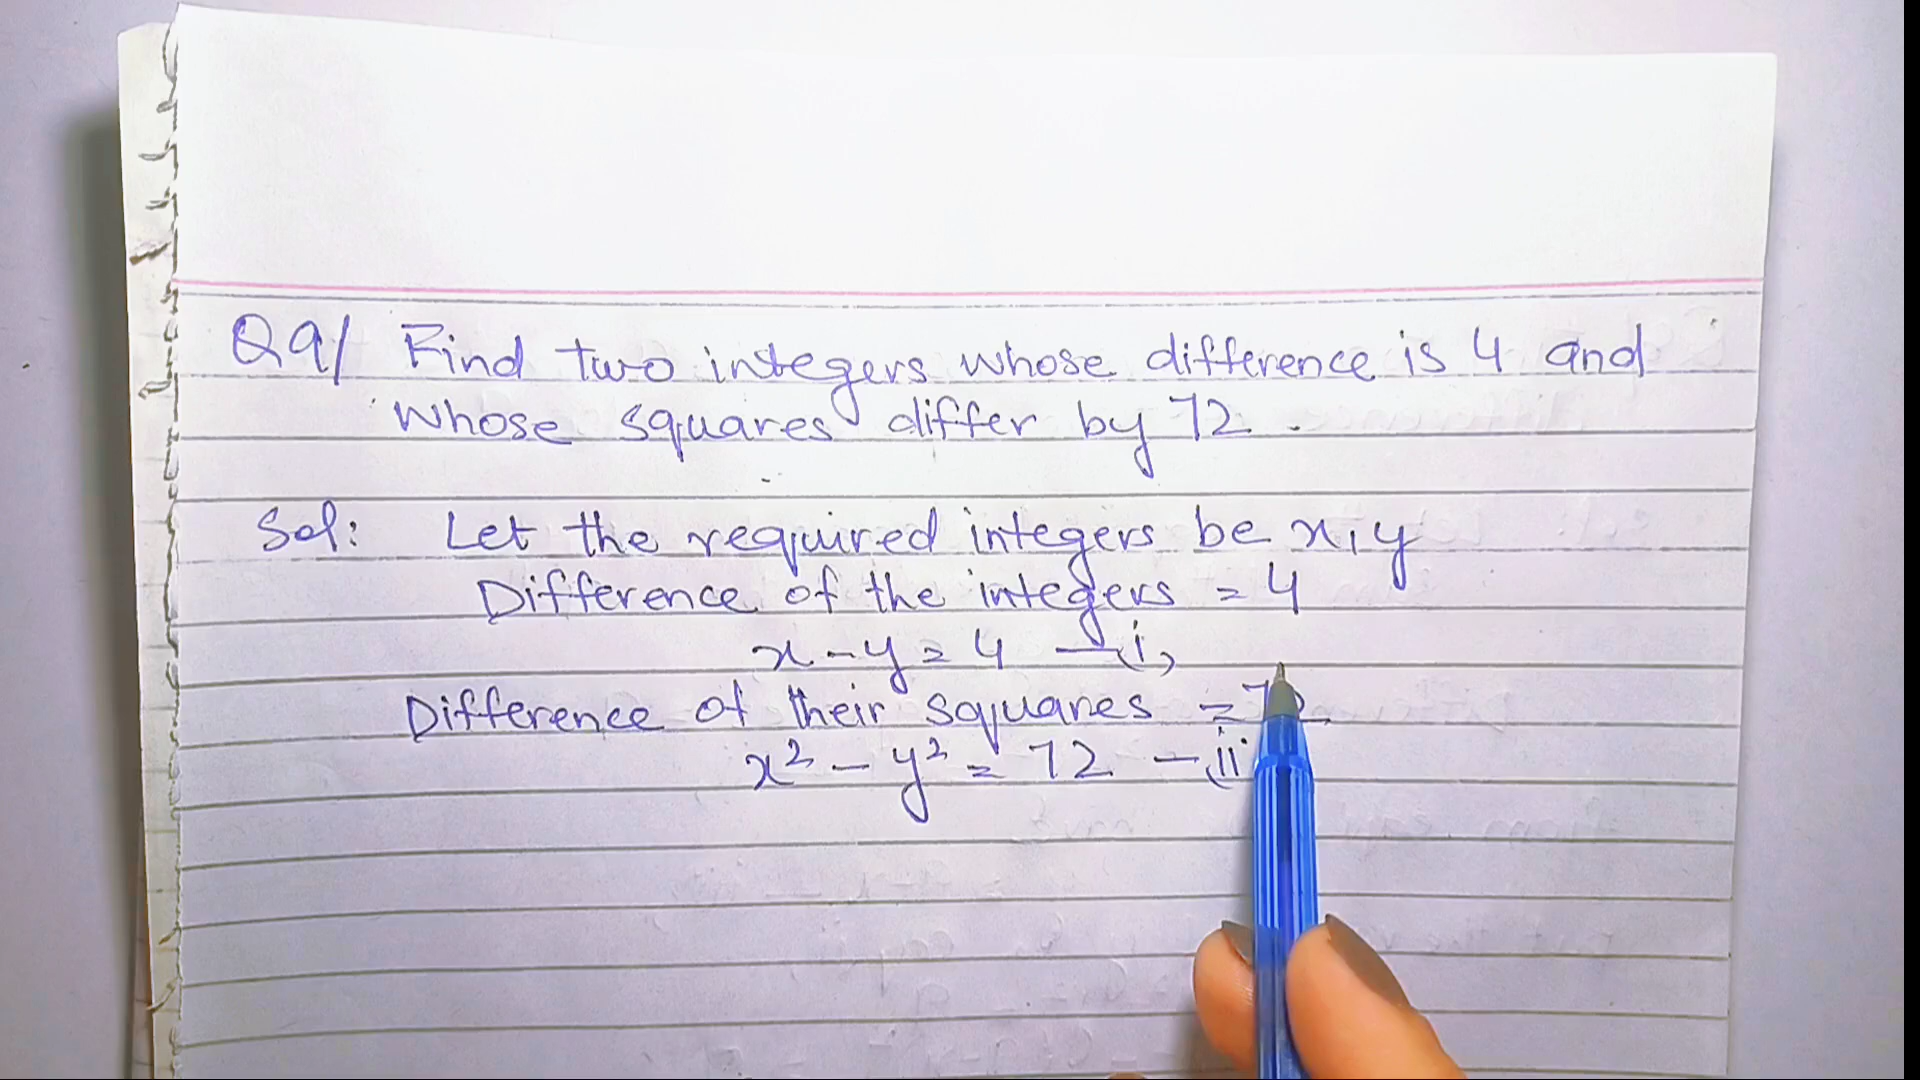 Q9/ Find two integers whose difference is 4 and
whose squares differ by 72.
Sol: Let the required integers be x, y
Difference of the integers = 4
x - y = 4 —(i)
Difference of their squares = 72
x² - y² = 72 —(ii